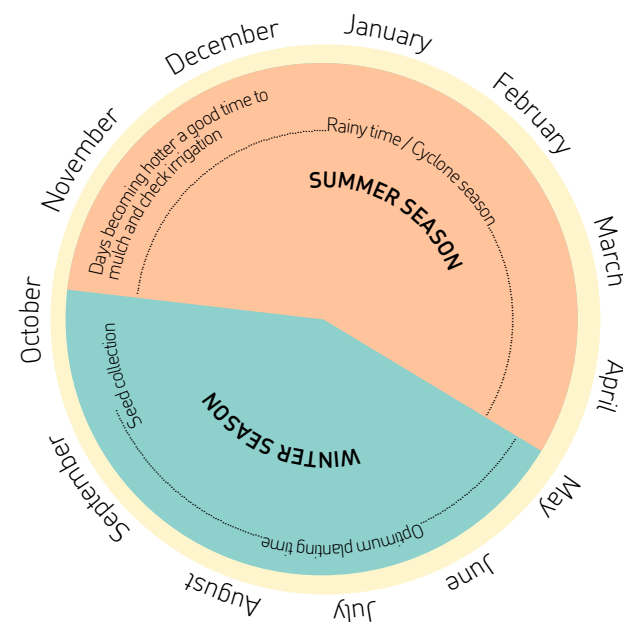 January
February
March
April
May
June
July
August
September
October
November
December
Days becoming hotter a good time to
mulch and check irrigation
Rainy time / Cyclone season
SUMMER SEASON
WINTER SEASON
Optimum planting time
Seed collection